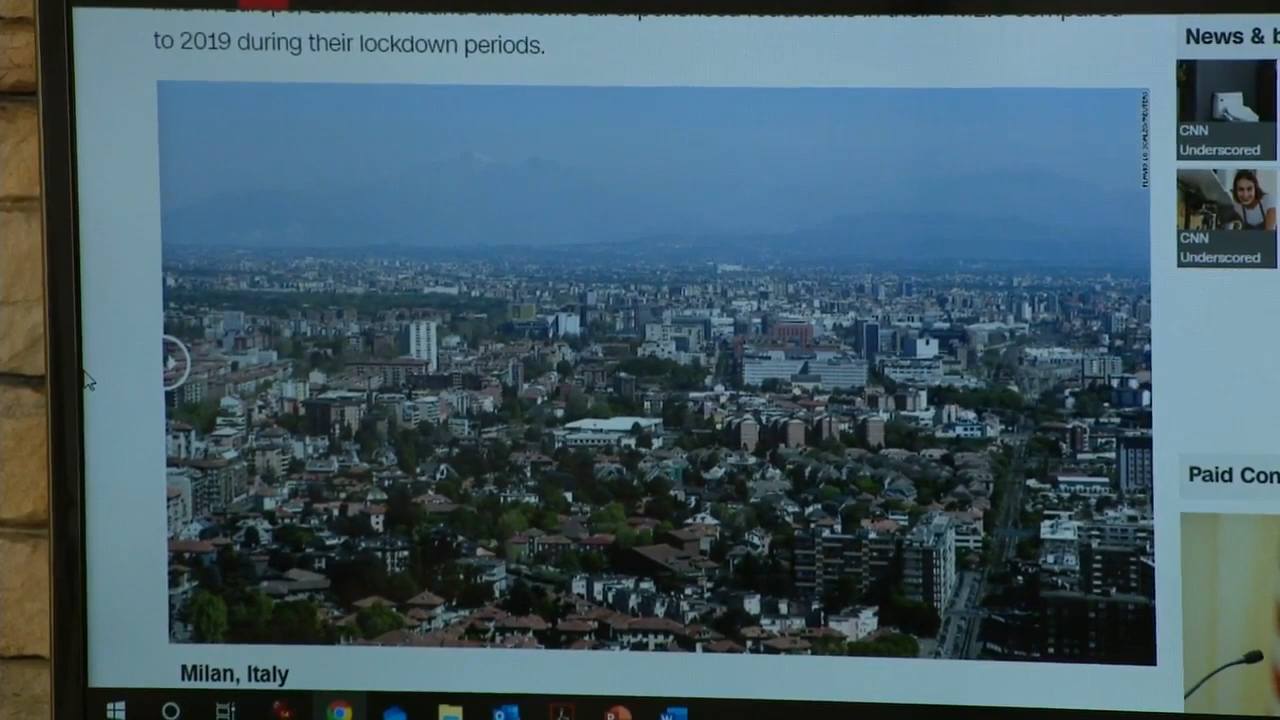 to 2019 during their lockdown periods.
News & b
CNN
Underscored
CNN
Underscored
Paid Con
Milan, Italy